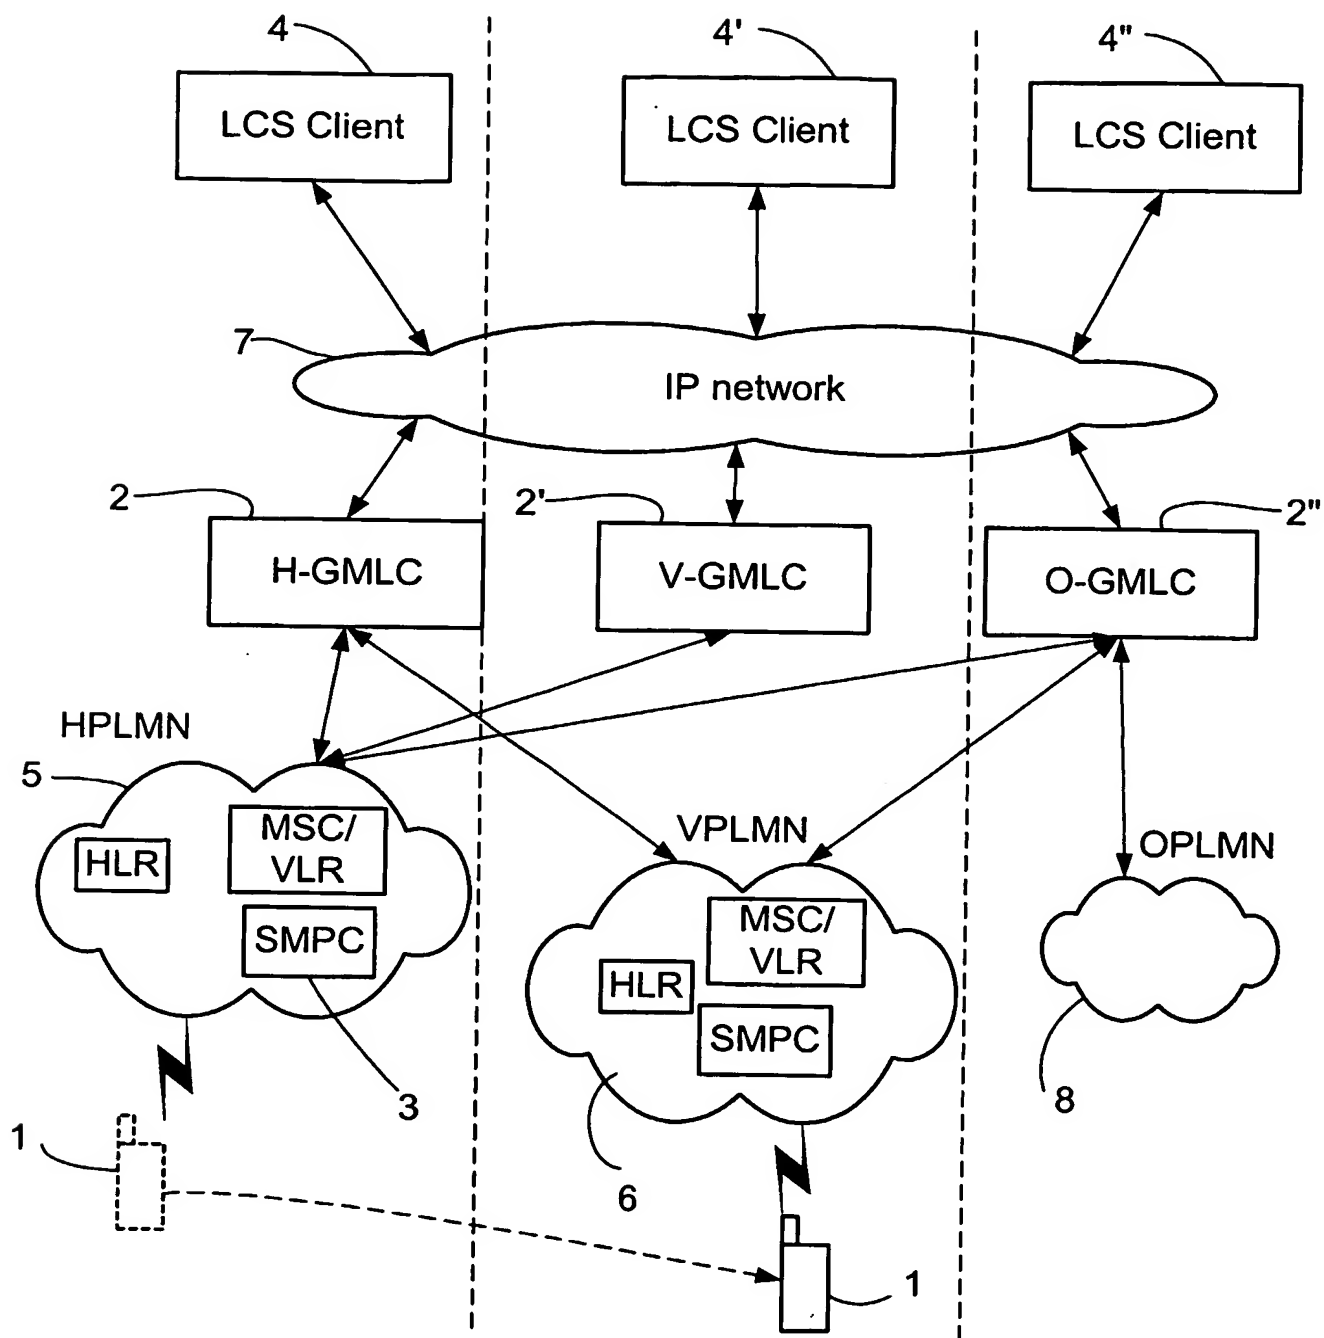 4
4'
4"
LCS Client
LCS Client
LCS Client
7
IP network
2
2'
2"
H-GMLC
V-GMLC
O-GMLC
HPLMN
5
HLR
MSC/
VLR
SMPC
3
VPLMN
MSC/
VLR
HLR
SMPC
6
OPLMN
8
1
1